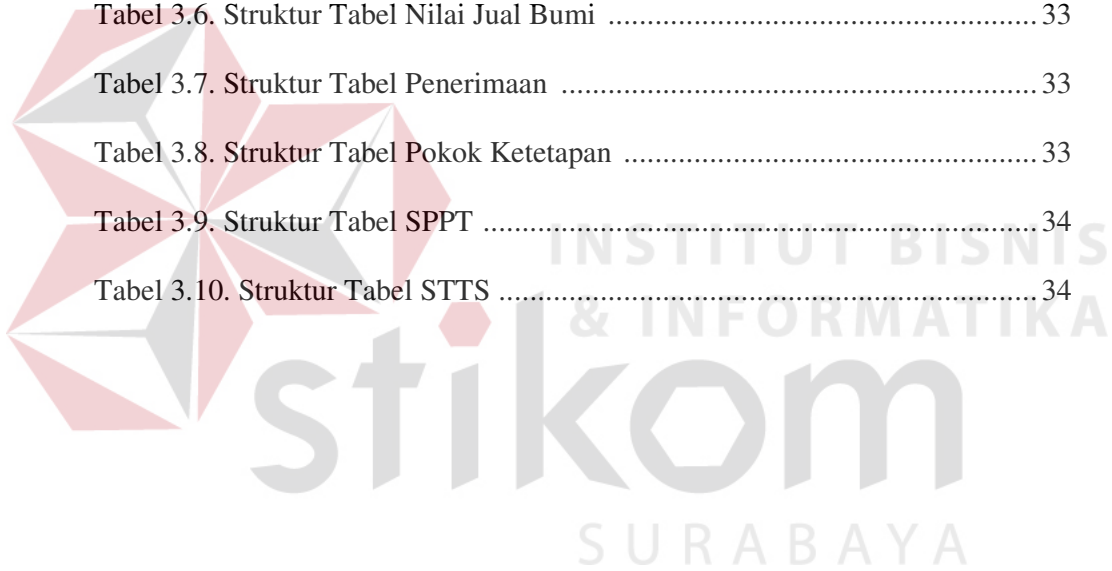 Tabel 3.6. Struktur Tabel Nilai Jual Bumi ................................................ 33
Tabel 3.7. Struktur Tabel Penerimaan ..................................................... 33
Tabel 3.8. Struktur Tabel Pokok Ketetapan .............................................. 33
Tabel 3.9. Struktur Tabel SPPT .............................................................. 34
Tabel 3.10. Struktur Tabel STTS ............................................................ 34
INSTITUT BISNIS
& INFORMATIKA
stikom
SURABAYA